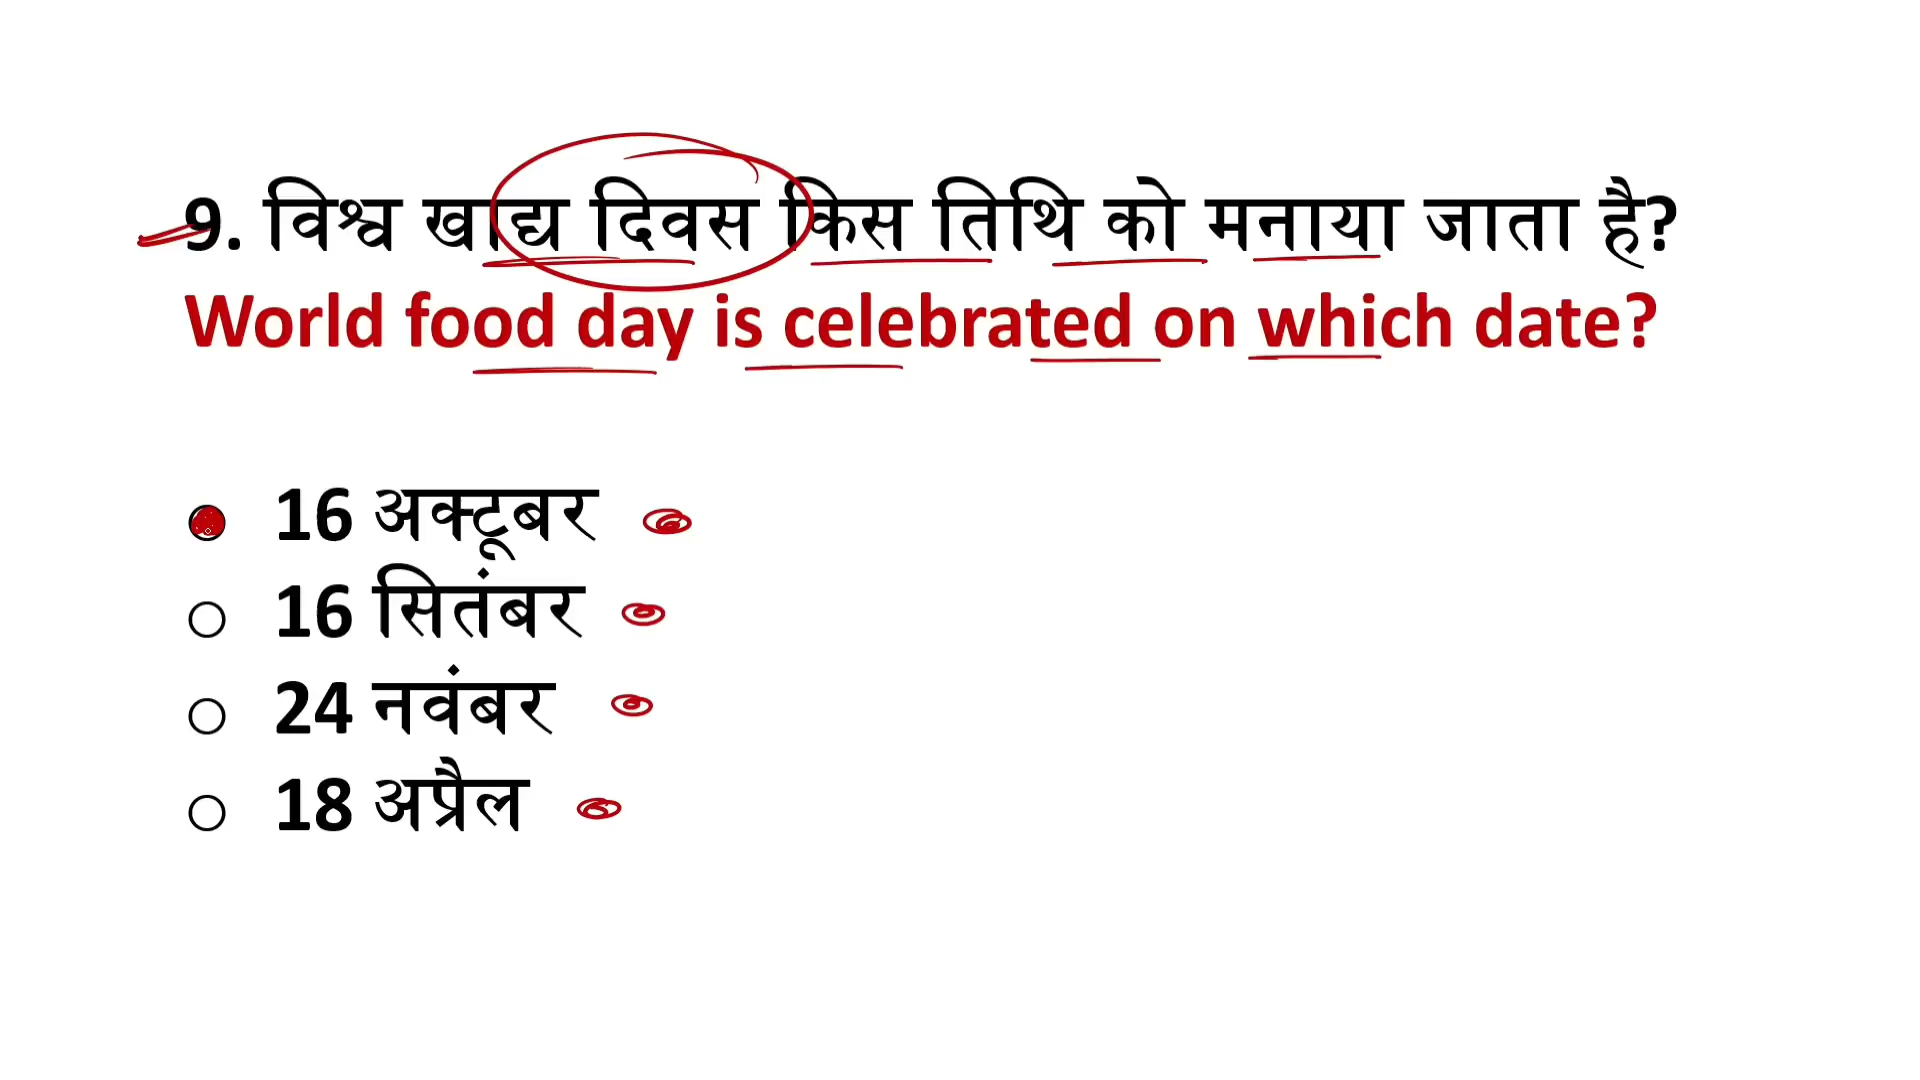 9. विश्व खाद्य दिवस किस तिथि को मनाया जाता है?
World food day is celebrated on which date?
16 अक्टूबर
16 सितंबर
24 नवंबर
18 अप्रैल